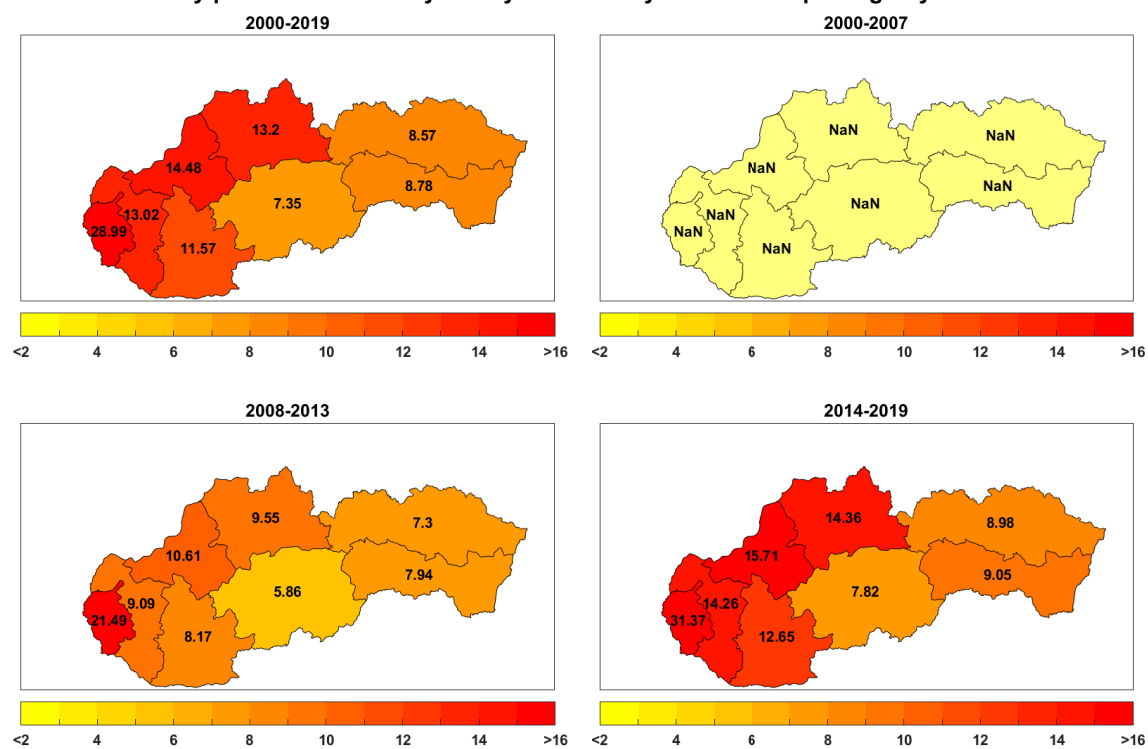 2000-2019
2000-2007
13.2
8.57
14.48
8.78
7.35
13.02
28.99
11.57
NaN
NaN
NaN
NaN
NaN
NaN
NaN
NaN
<2 4 6 8 10 12 14 >16
<2 4 6 8 10 12 14 >16
2008-2013
2014-2019
9.55
7.3
10.61
7.94
5.86
9.09
21.49
8.17
14.36
8.98
15.71
9.05
7.82
14.26
31.37
12.65
<2 4 6 8 10 12 14 >16
<2 4 6 8 10 12 14 >16